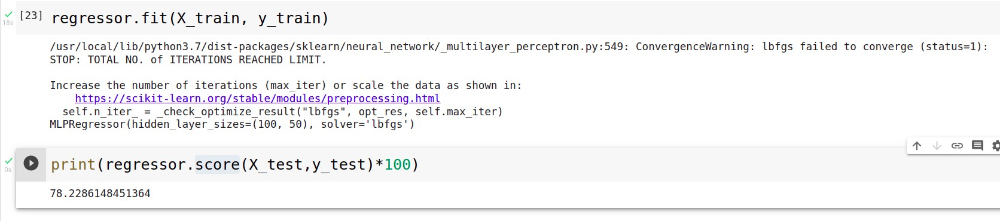 18s
[23] regressor.fit(X_train, y_train)
/usr/local/lib/python3.7/dist-packages/sklearn/neural_network/_multilayer_perceptron.py:549: ConvergenceWarning: lbfgs failed to converge (status=1):
STOP: TOTAL NO. of ITERATIONS REACHED LIMIT.
Increase the number of iterations (max_iter) or scale the data as shown in:
https://scikit-learn.org/stable/modules/preprocessing.html
self.n_iter_ = _check_optimize_result("lbfgs", opt_res, self.max_iter)
MLPRegressor(hidden_layer_sizes=(100, 50), solver='lbfgs')
0s
print(regressor.score(X_test,y_test)*100)
78.2286148451364